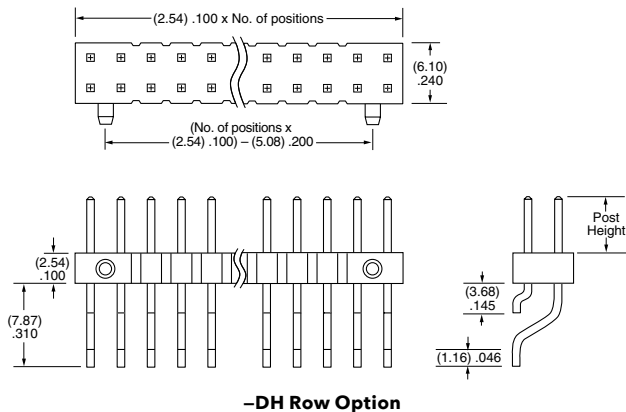 (2.54) .100 x No. of positions
(6.10)
.240
(No. of positions x
(2.54) .100) – (5.08) .200
Post
Height
(2.54)
.100
(3.68)
.145
(7.87)
.310
(1.16) .046
–DH Row Option